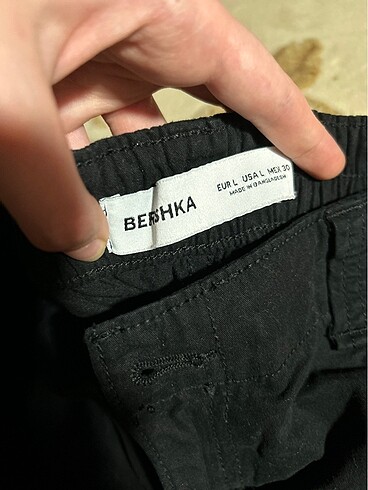 BERSHKA
EUR L USA L MEX 30
MADE IN BANGLADESH